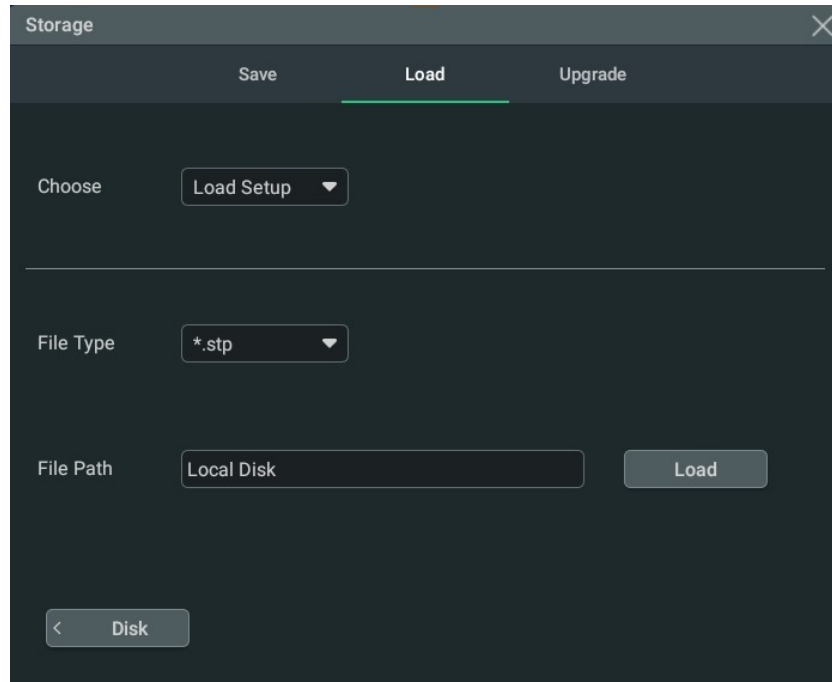 Storage
Save Load Upgrade
Choose Load Setup
File Type *.stp
File Path Local Disk Load
< Disk